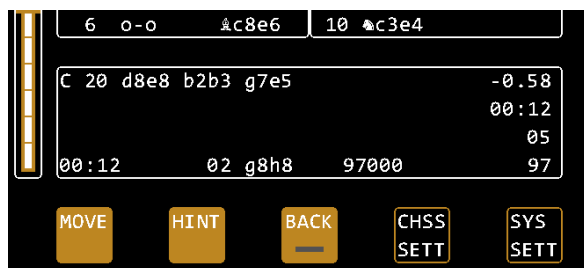 6 o-o ♗c8e6 10 ♞c3e4
C 20 d8e8 b2b3 g7e5 -0.58
00:12
05
00:12 02 g8h8 97000 97
MOVE HINT BACK CHSS SYS
SETT SETT